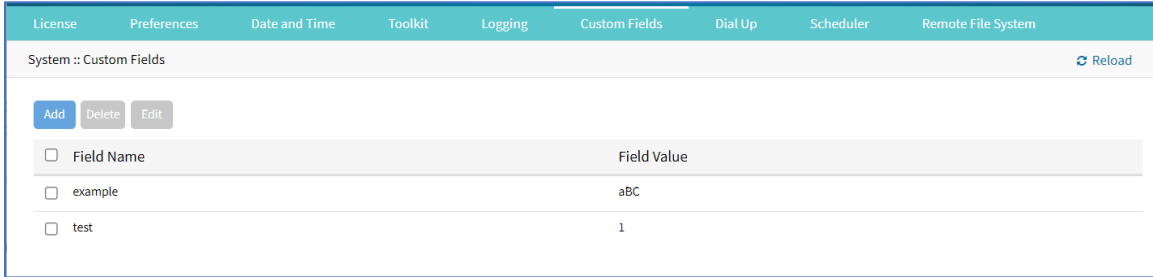 License Preferences Date and Time Toolkit Logging Custom Fields Dial Up Scheduler Remote File System
System :: Custom Fields Reload
Add Delete Edit
Field Name Field Value
example aBC
test 1